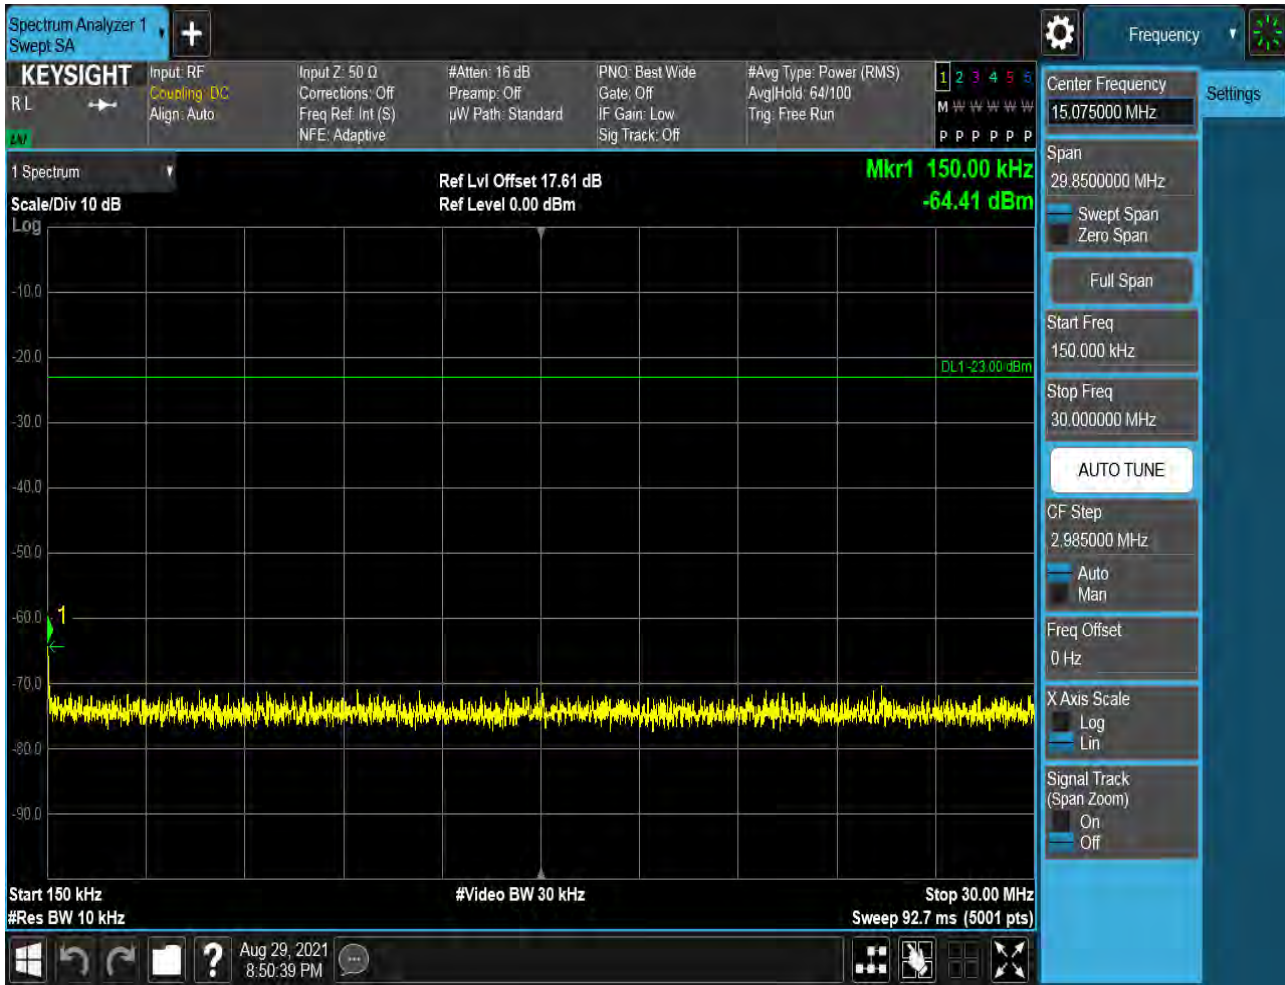 Spectrum Analyzer 1
Swept SA
Frequency
KEYSIGHT
R L
LNI
Input: RF
Coupling: DC
Align: Auto
Input Z: 50 Ω
Corrections: Off
Freq Ref: Int (S)
NFE: Adaptive
#Atten: 16 dB
Preamp: Off
µW Path: Standard
PNO: Best Wide
Gate: Off
IF Gain: Low
Sig Track: Off
#Avg Type: Power (RMS)
Avg|Hold: 64/100
Trig: Free Run
1 2 3 4 5 6
M W W W W W
P P P P P P
1 Spectrum
Scale/Div 10 dB
Log
Ref Lvl Offset 17.61 dB
Ref Level 0.00 dBm
Mkr1 150.00 kHz
-64.41 dBm
-10.0
-20.0
DL1 -23.00 dBm
-30.0
-40.0
-50.0
-60.0
1
-70.0
-80.0
-90.0
Start 150 kHz
#Video BW 30 kHz
Stop 30.00 MHz
#Res BW 10 kHz
Sweep 92.7 ms (5001 pts)
Center Frequency
15.075000 MHz
Settings
Span
29.8500000 MHz
Swept Span
Zero Span
Full Span
Start Freq
150.000 kHz
Stop Freq
30.000000 MHz
AUTO TUNE
CF Step
2.985000 MHz
Auto
Man
Freq Offset
0 Hz
X Axis Scale
Log
Lin
Signal Track
(Span Zoom)
On
Off
?
Aug 29, 2021
8:50:39 PM